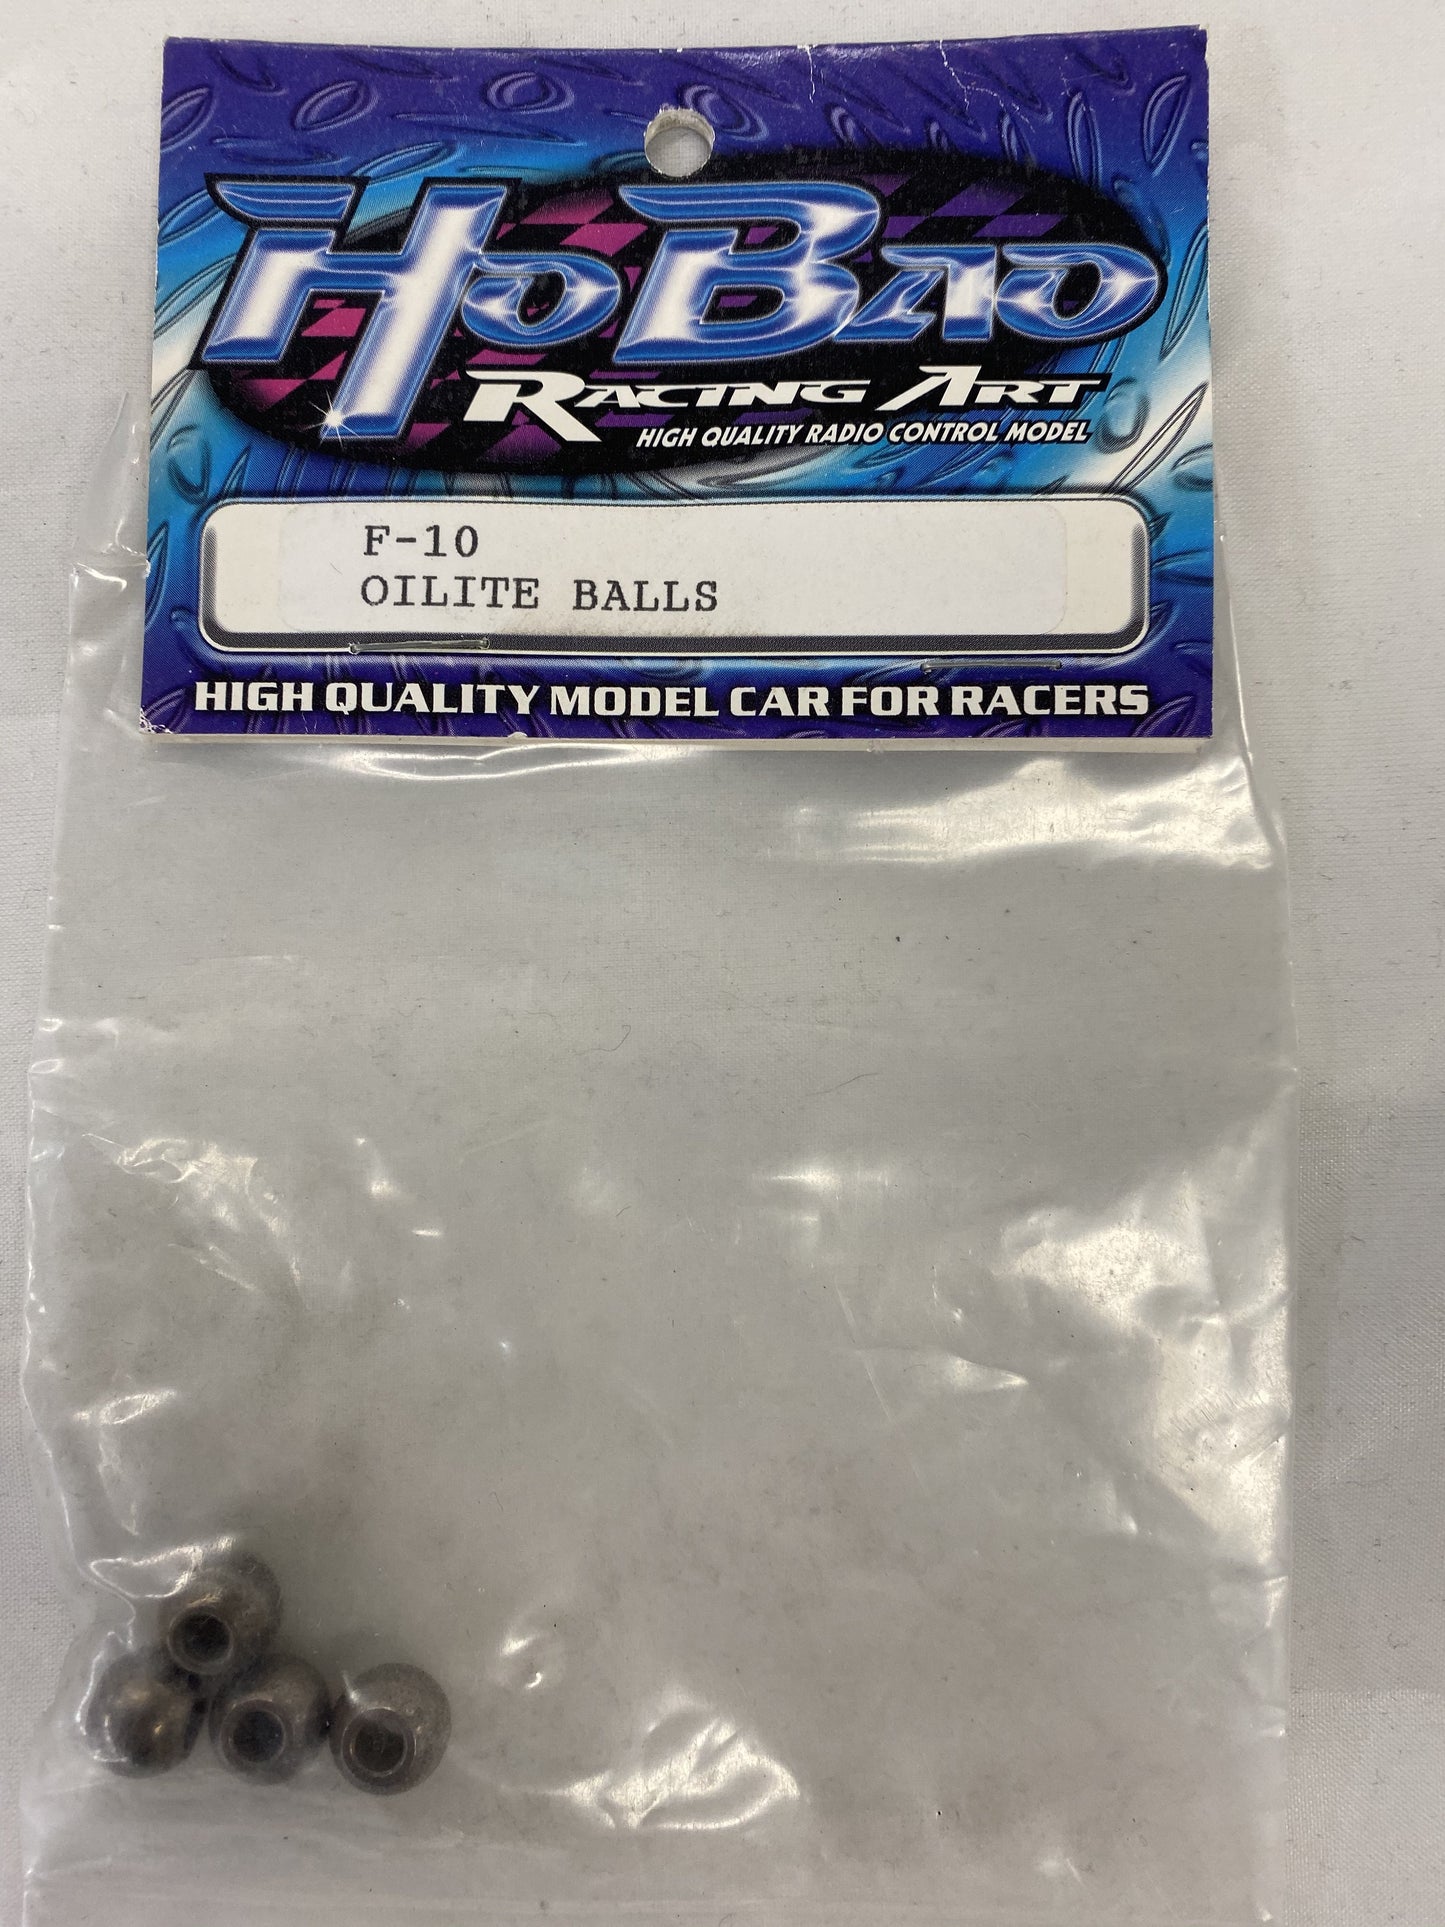 HoBao
Racing Art
HIGH QUALITY RADIO CONTROL MODEL
F-10
OILITE BALLS
HIGH QUALITY MODEL CAR FOR RACERS